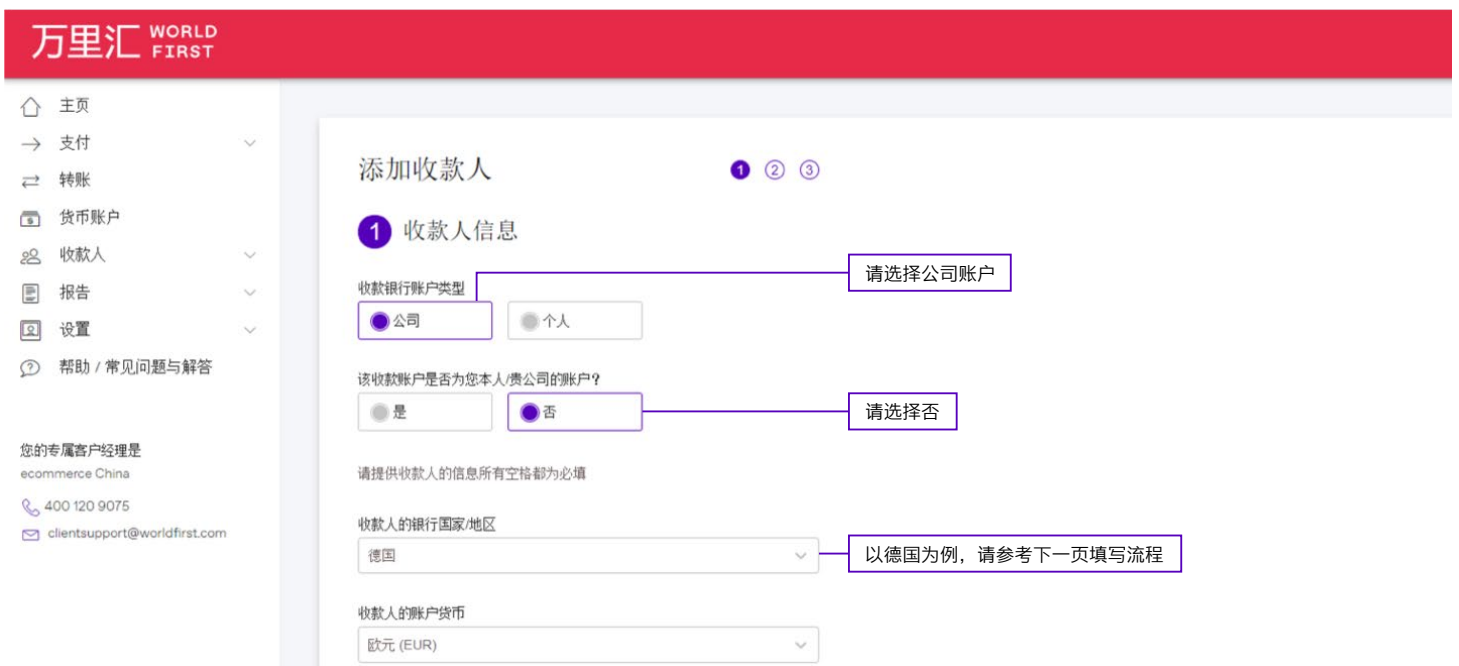 万里汇 WORLD
FIRST
主页
支付
转账
货币账户
收款人
报告
设置
帮助 / 常见问题与解答
您的专属客户经理是
ecommerce China
400 120 9075
clientsupport@worldfirst.com
添加收款人 1 2 3
1 收款人信息
请选择公司账户
收款银行账户类型
公司 个人
该收款账户是否为您本人/贵公司的账户?
是 否
请选择否
请提供收款人的信息所有空格都为必填
收款人的银行国家/地区
德国
以德国为例，请参考下一页填写流程
收款人的账户货币
欧元 (EUR)